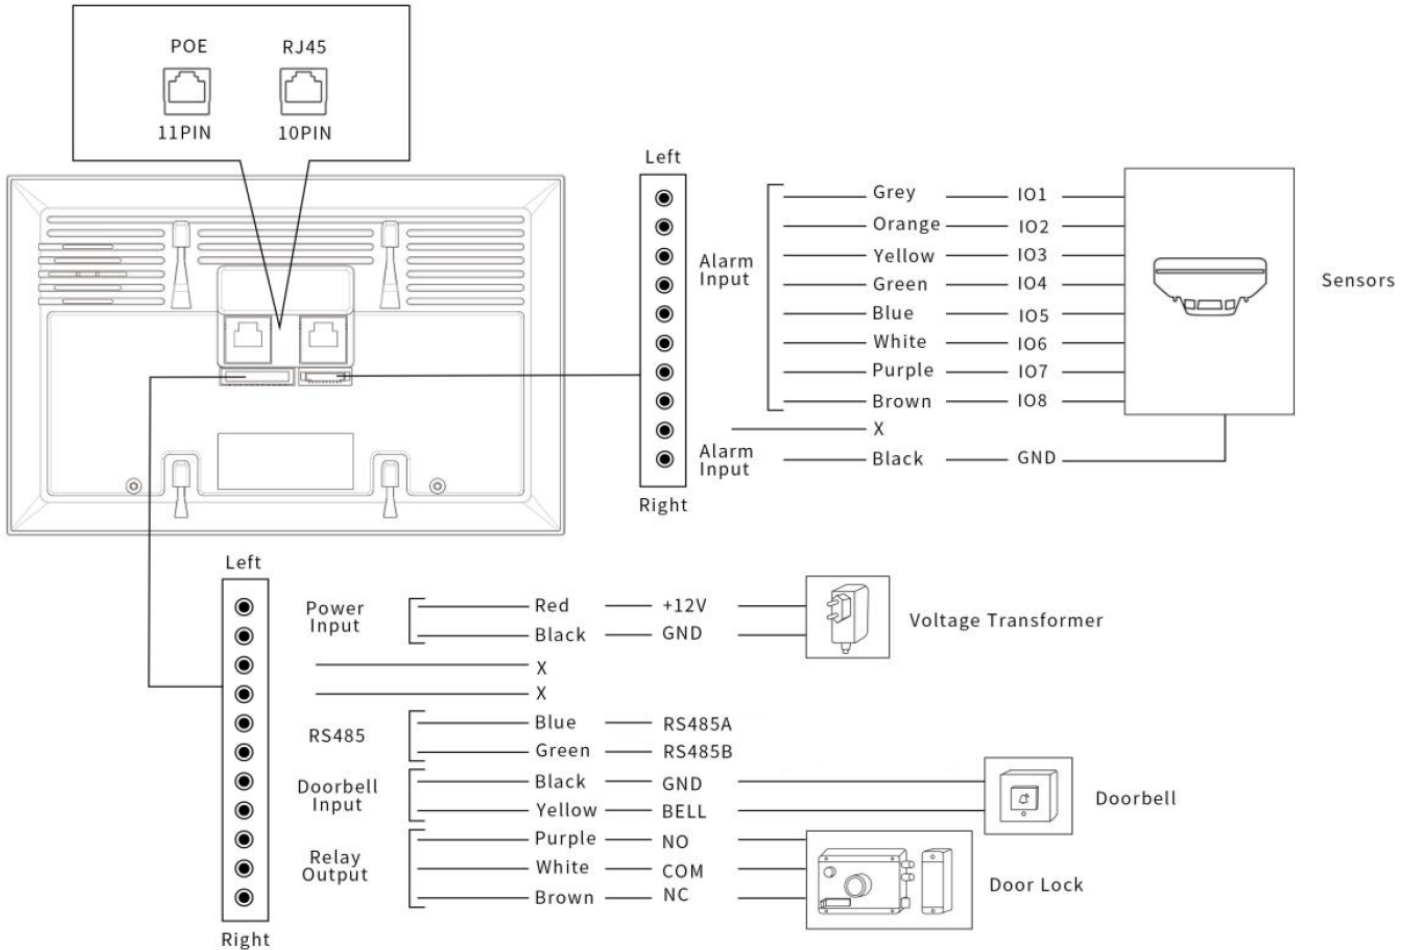 POE RJ45
11PIN 10PIN
Left
Grey IO1
Orange IO2
Yellow IO3
Alarm
Input
Green IO4
Sensors
Blue IO5
White IO6
Purple IO7
Brown IO8
X
Alarm
Input
Black GND
Right
Left
Power
Input
Red +12V
Black GND
Voltage Transformer
X
X
RS485
Blue RS485A
Green RS485B
Doorbell
Input
Black GND
Yellow BELL
Doorbell
Relay
Output
Purple NO
White COM
Brown NC
Door Lock
Right